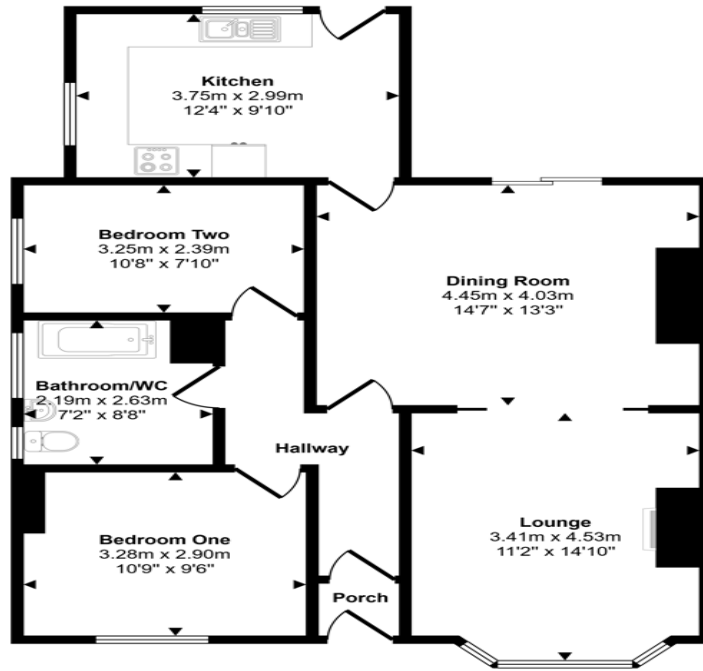 Kitchen
3.75m x 2.99m
12'4" x 9'10"
Bedroom Two
3.25m x 2.39m
10'8" x 7'10"
Dining Room
4.45m x 4.03m
14'7" x 13'3"
Bathroom/WC
2.19m x 2.63m
7'2" x 8'8"
Hallway
Bedroom One
3.28m x 2.90m
10'9" x 9'6"
Lounge
3.41m x 4.53m
11'2" x 14'10"
Porch